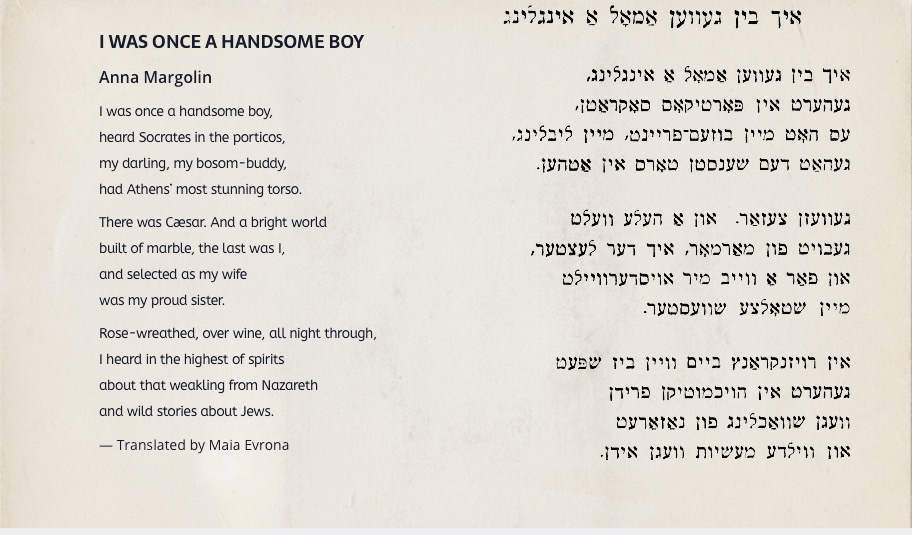 I WAS ONCE A HANDSOME BOY
Anna Margolin
I was once a handsome boy,
heard Socrates in the porticos,
my darling, my bosom-buddy,
had Athens' most stunning torso.
There was Cæsar. And a bright world
built of marble, the last was I,
and selected as my wife
was my proud sister.
Rose-wreathed, over wine, all night through,
I heard in the highest of spirits
about that weakling from Nazareth
and wild stories about Jews.
— Translated by Maia Evrona
איך בין געווען אַמאָל אַ אינגלינג
איך בין געווען אַמאָל אַ אינגלינג,
געהערט אין פּאָרטיקאָס סאָקראַטן,
עס האָט מיין בוזעם־פריינט, מיין ליבלינג,
געהאַט דעם שענסטן טאָרס אין אַטהען.
געוועזן צעזאַר. און אַ העלע וועלט
געבויט פון מאַרמאָר, איך דער לעצטער,
און פאַר אַ ווייב מיר אויסדערוויילט
מיין שטאָלצע שוועסטער.
אין רויזנקראַנץ ביים וויין ביז שפּעט
געהערט אין הויכמוטיקן פרידן
וועגן שוואַכלינג פון נאַזאַרעט
און ווילדע מעשיות וועגן אידן.